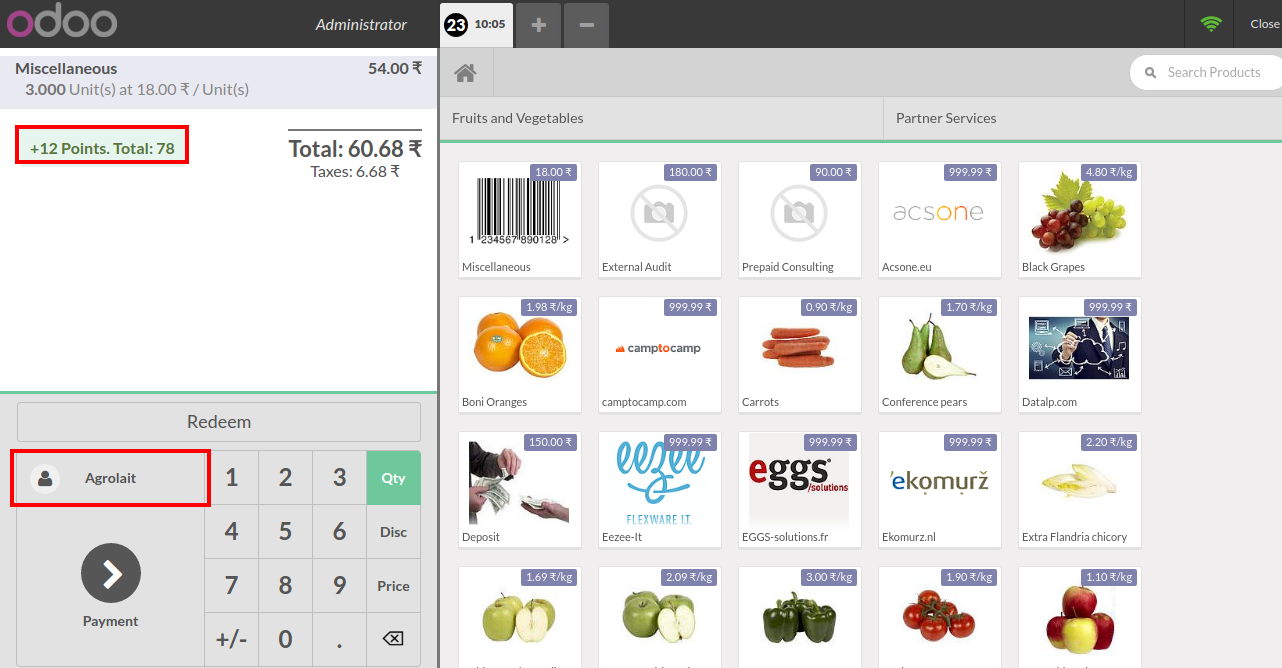 odoo
Administrator
23 10:05
+
−
Close
Miscellaneous 54.00 ₹
3.000 Unit(s) at 18.00 ₹ / Unit(s)
+12 Points. Total: 78
Total: 60.68 ₹
Taxes: 6.68 ₹
Redeem
Agrolait
1 2 3 Qty
4 5 6 Disc
7 8 9 Price
+/- 0 .
Payment
Search Products
Fruits and Vegetables
Partner Services
18.00 ₹
1 234567 890128 >
Miscellaneous
180.00 ₹
External Audit
90.00 ₹
Prepaid Consulting
999.99 ₹
acsone
Acsone.eu
4.80 ₹/kg
Black Grapes
1.98 ₹/kg
Boni Oranges
999.99 ₹
camptocamp
camptocamp.com
0.90 ₹/kg
Carrots
1.70 ₹/kg
Conference pears
999.99 ₹
Datalp.com
150.00 ₹
Deposit
999.99 ₹
eezee
FLEXWARE I.T.
Eezee-It
999.99 ₹
eggs
/solutions
EGGS-solutions.fr
999.99 ₹
ekomurž
Ekomurz.nl
2.20 ₹/kg
Extra Flandria chicory
1.69 ₹/kg
2.09 ₹/kg
3.00 ₹/kg
1.90 ₹/kg
1.10 ₹/kg